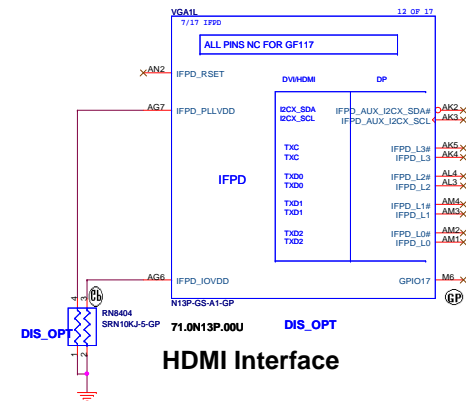 VGA1L
12 OF 17
7/17 IFPD
ALL PINS NC FOR GF117
AN2
IFPD_RSET
DVI/HDMI
DP
AG7
IFPD_PLLVDD
I2CX_SDA
IFPD_AUX_I2CX_SDA#
AK2
I2CX_SCL
IFPD_AUX_I2CX_SCL
AK3
TXC
IFPD_L3#
AK5
TXC
IFPD_L3
AK4
IFPD
TXD0
IFPD_L2#
AL4
TXD0
IFPD_L2
AL3
TXD1
IFPD_L1#
AM4
TXD1
IFPD_L1
AM3
TXD2
IFPD_L0#
AM2
TXD2
IFPD_L0
AM1
AG6
IFPD_IOVDD
GPIO17
M6
GP
4
3
N13P-GS-A1-GP
RN8404
SRN10KJ-5-GP
71.0N13P.00U
DIS_OPT
DIS_OPT
1
2
HDMI Interface